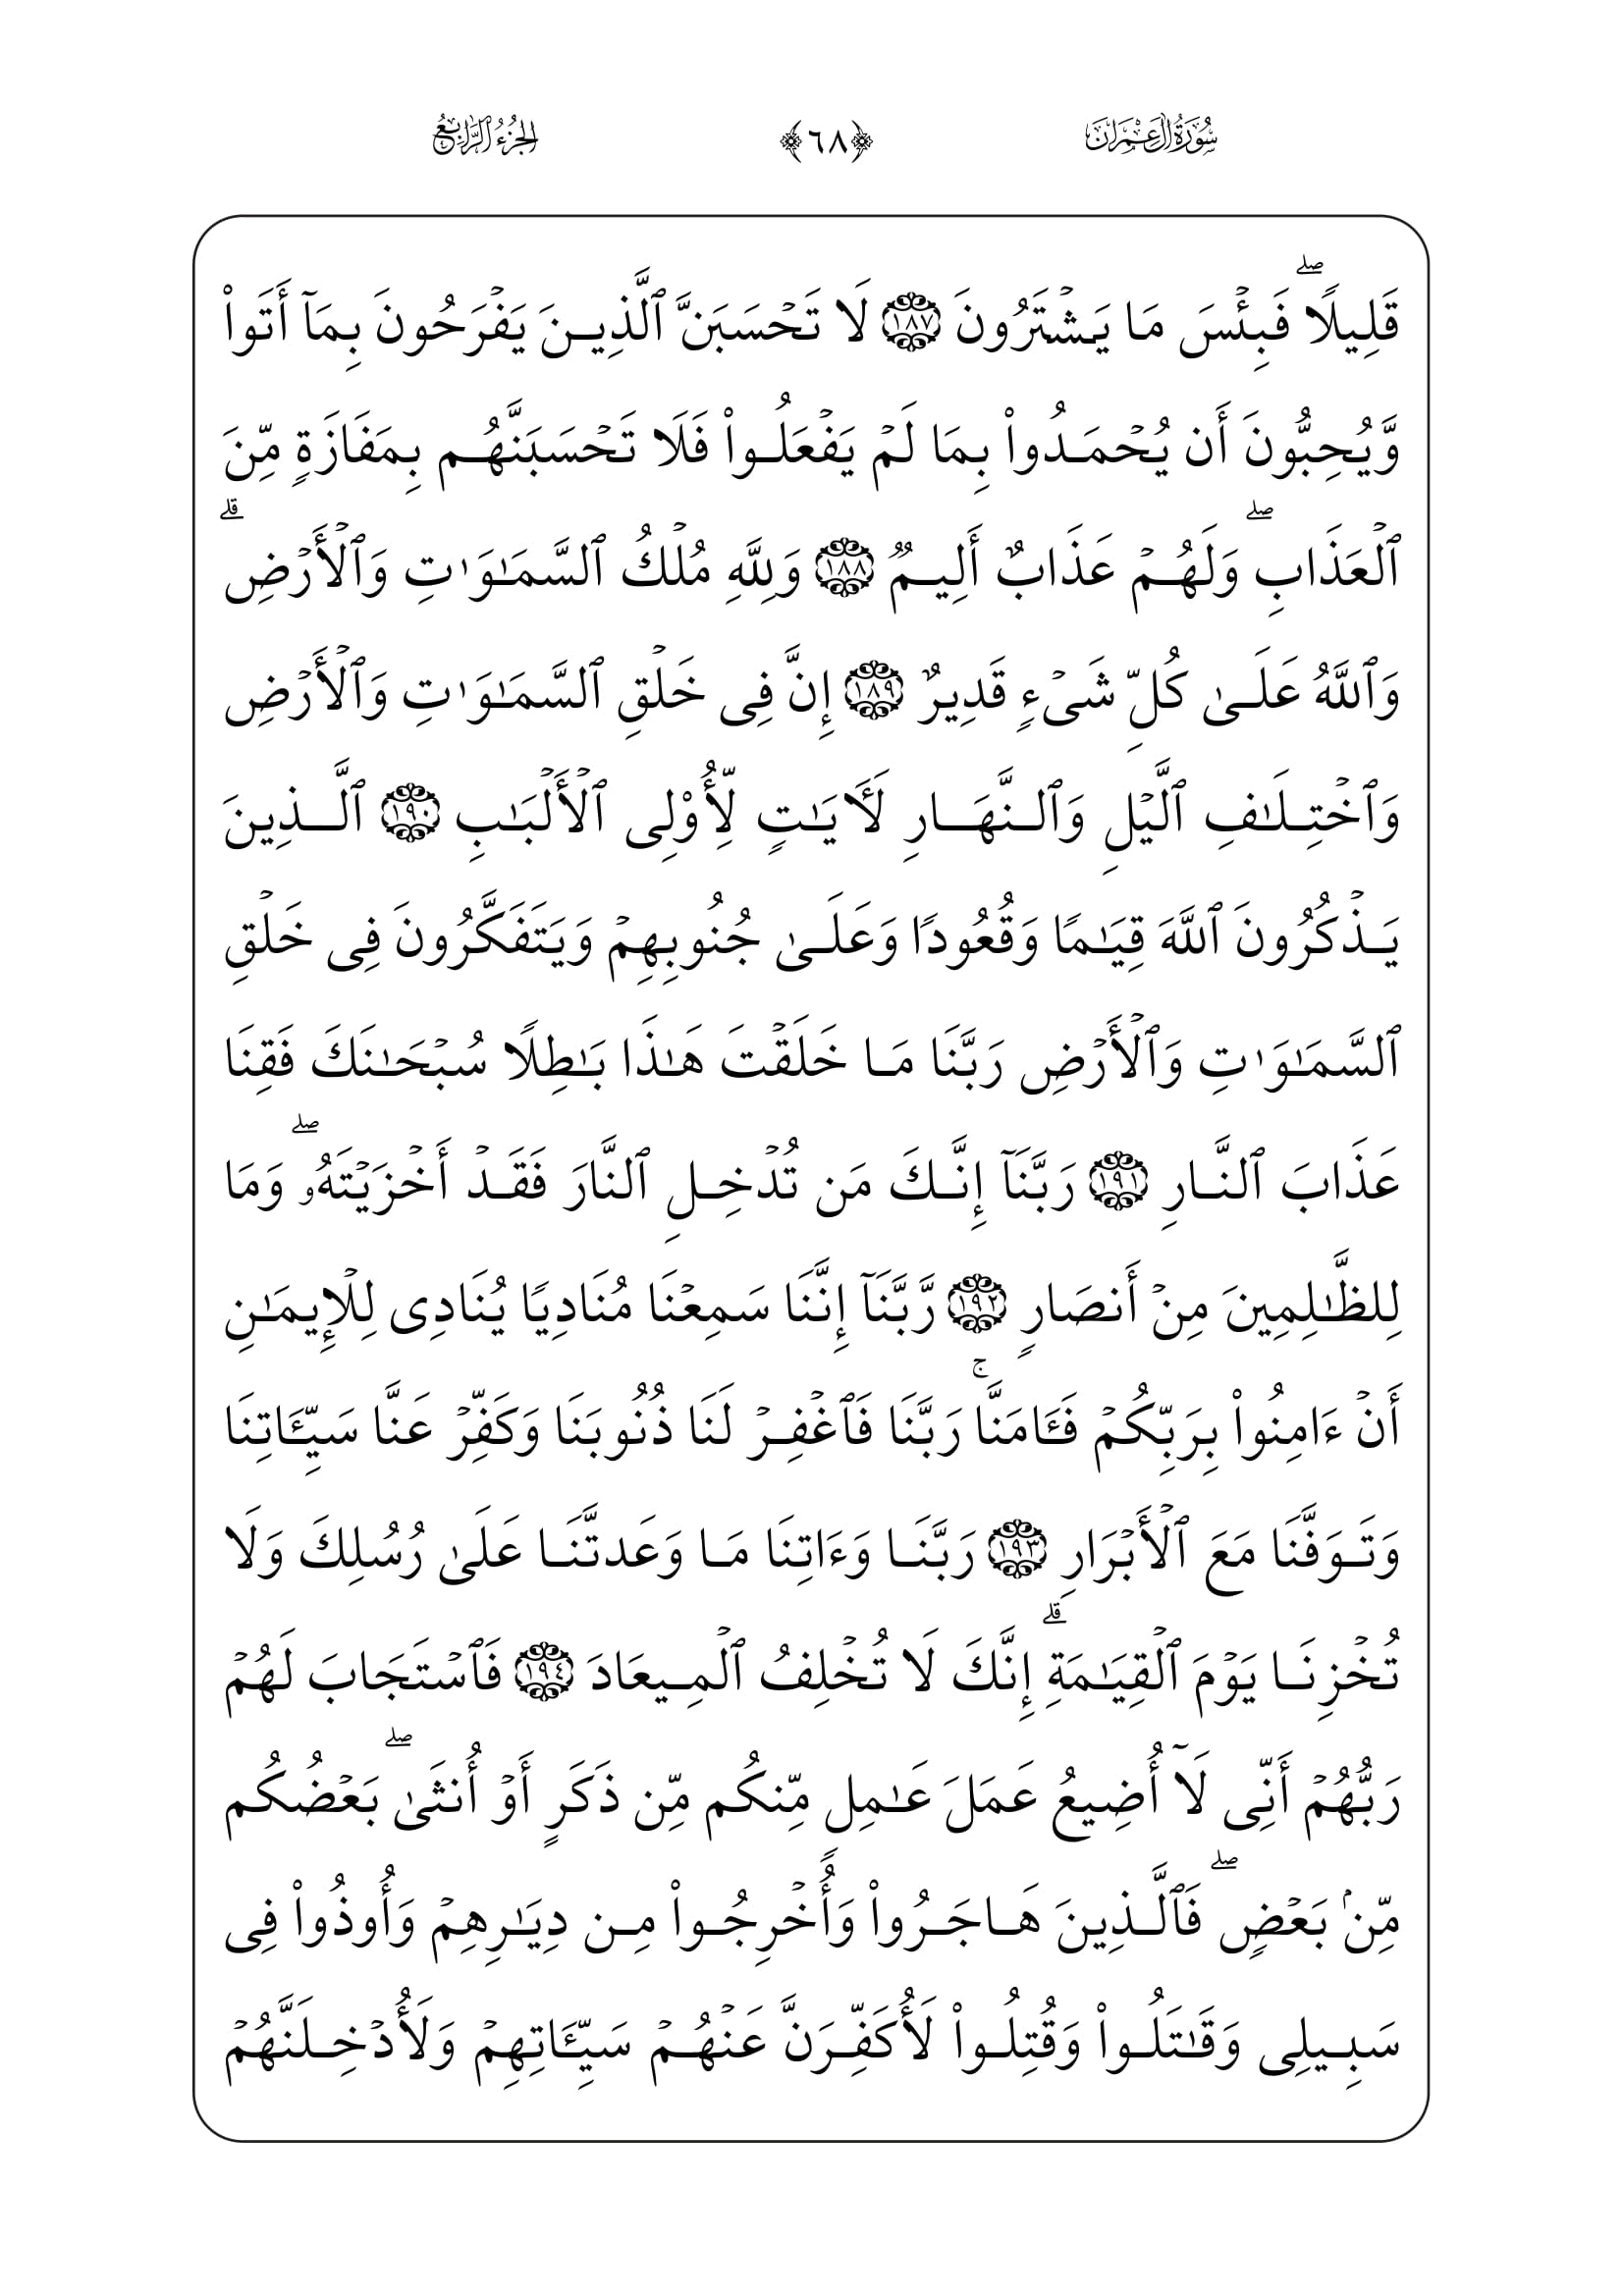 سُورَةُ آلِ عِمۡرَانَ ﴿٦٨﴾ الجُزْءُ الرَّابِعُ
قَلِيلٗاۖ فَبِئۡسَ مَا يَشۡتَرُونَ ١٨٧ لَا تَحۡسَبَنَّ ٱلَّذِينَ يَفۡرَحُونَ بِمَآ أَتَواْ
وَّيُحِبُّونَ أَن يُحۡمَدُواْ بِمَا لَمۡ يَفۡعَلُواْ فَلَا تَحۡسَبَنَّهُم بِمَفَازَةٖ مِّنَ
ٱلۡعَذَابِۖ وَلَهُمۡ عَذَابٌ أَلِيمٞ ١٨٨ وَلِلَّهِ مُلۡكُ ٱلسَّمَٰوَٰتِ وَٱلۡأَرۡضِۗ
وَٱللَّهُ عَلَىٰ كُلِّ شَيۡءٖ قَدِيرٌ ١٨٩ إِنَّ فِي خَلۡقِ ٱلسَّمَٰوَٰتِ وَٱلۡأَرۡضِ
وَٱخۡتِلَٰفِ ٱلَّيۡلِ وَٱلنَّهَارِ لَأٓيَٰتٖ لِّأُوْلِي ٱلۡأَلۡبَٰبِ ١٩٠ ٱلَّذِينَ
يَذۡكُرُونَ ٱللَّهَ قِيَٰمٗا وَقُعُودٗا وَعَلَىٰ جُنُوبِهِمۡ وَيَتَفَكَّرُونَ فِي خَلۡقِ
ٱلسَّمَٰوَٰتِ وَٱلۡأَرۡضِ رَبَّنَا مَا خَلَقۡتَ هَٰذَا بَٰطِلٗا سُبۡحَٰنَكَ فَقِنَا
عَذَابَ ٱلنَّارِ ١٩١ رَبَّنَآ إِنَّكَ مَن تُدۡخِلِ ٱلنَّارَ فَقَدۡ أَخۡزَيۡتَهُۥۖ وَمَا
لِلظَّٰلِمِينَ مِنۡ أَنصَارٖ ١٩٢ رَّبَّنَآ إِنَّنَا سَمِعۡنَا مُنَادِيٗا يُنَادِي لِلۡإِيمَٰنِ
أَنۡ ءَامِنُواْ بِرَبِّكُمۡ فَـَٔامَنَّاۚ رَبَّنَا فَٱغۡفِرۡ لَنَا ذُنُوبَنَا وَكَفِّرۡ عَنَّا سَيِّـَٔاتِنَا
وَتَوَفَّنَا مَعَ ٱلۡأَبۡرَارِ ١٩٣ رَبَّنَا وَءَاتِنَا مَا وَعَدتَّنَا عَلَىٰ رُسُلِكَ وَلَا
تُخۡزِنَا يَوۡمَ ٱلۡقِيَٰمَةِۗ إِنَّكَ لَا تُخۡلِفُ ٱلۡمِيعَادَ ١٩٤ فَٱسۡتَجَابَ لَهُمۡ
رَبُّهُمۡ أَنِّي لَآ أُضِيعُ عَمَلَ عَٰمِلٖ مِّنكُم مِّن ذَكَرٍ أَوۡ أُنثَىٰۖ بَعۡضُكُم
مِّنۢ بَعۡضٖۖ فَٱلَّذِينَ هَاجَرُواْ وَأُخۡرِجُواْ مِن دِيَٰرِهِمۡ وَأُوذُواْ فِي
سَبِيلِي وَقَٰتَلُواْ وَقُتِلُواْ لَأُكَفِّرَنَّ عَنۡهُمۡ سَيِّـَٔاتِهِمۡ وَلَأُدۡخِلَنَّهُمۡ